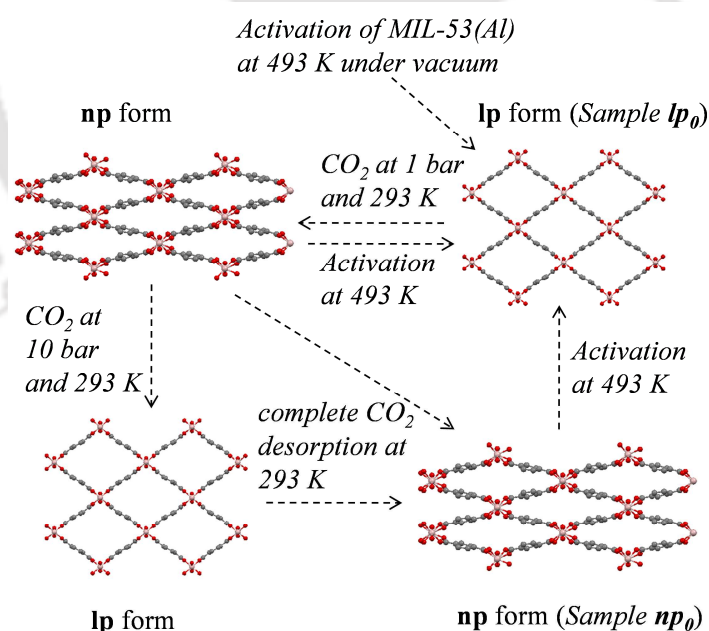 Activation of MIL-53(Al)
at 493 K under vacuum
np form
lp form (Sample lp₀)
CO₂ at 1 bar
and 293 K
Activation
at 493 K
CO₂ at
10 bar
and 293 K
Activation
at 493 K
complete CO₂
desorption at
293 K
lp form
np form (Sample np₀)